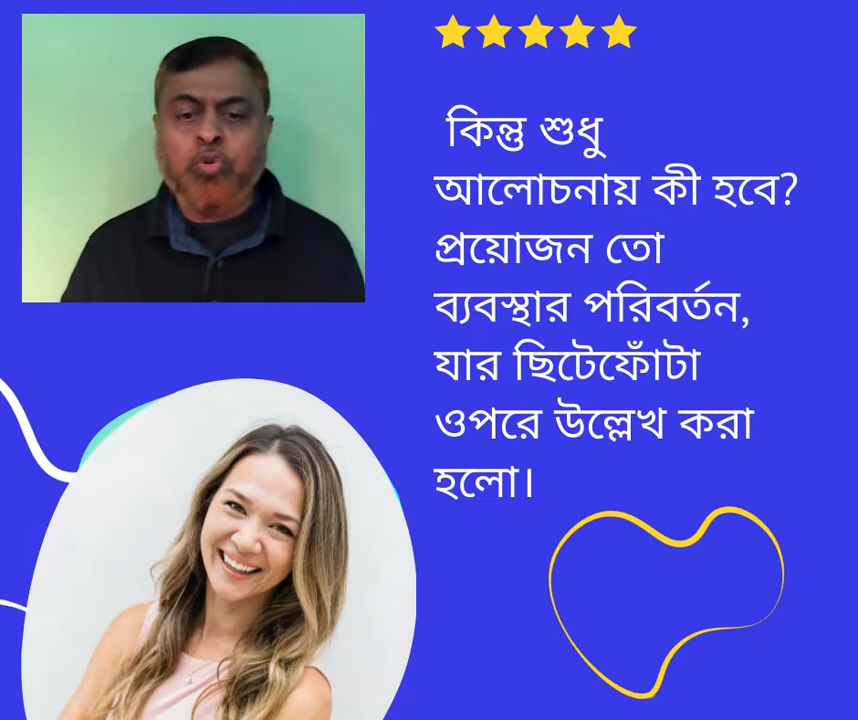 কিন্তু শুধু
আলোচনায় কী হবে?
প্রয়োজন তো
ব্যবস্থার পরিবর্তন,
যার ছিটেফোঁটা
ওপরে উল্লেখ করা
হলো।